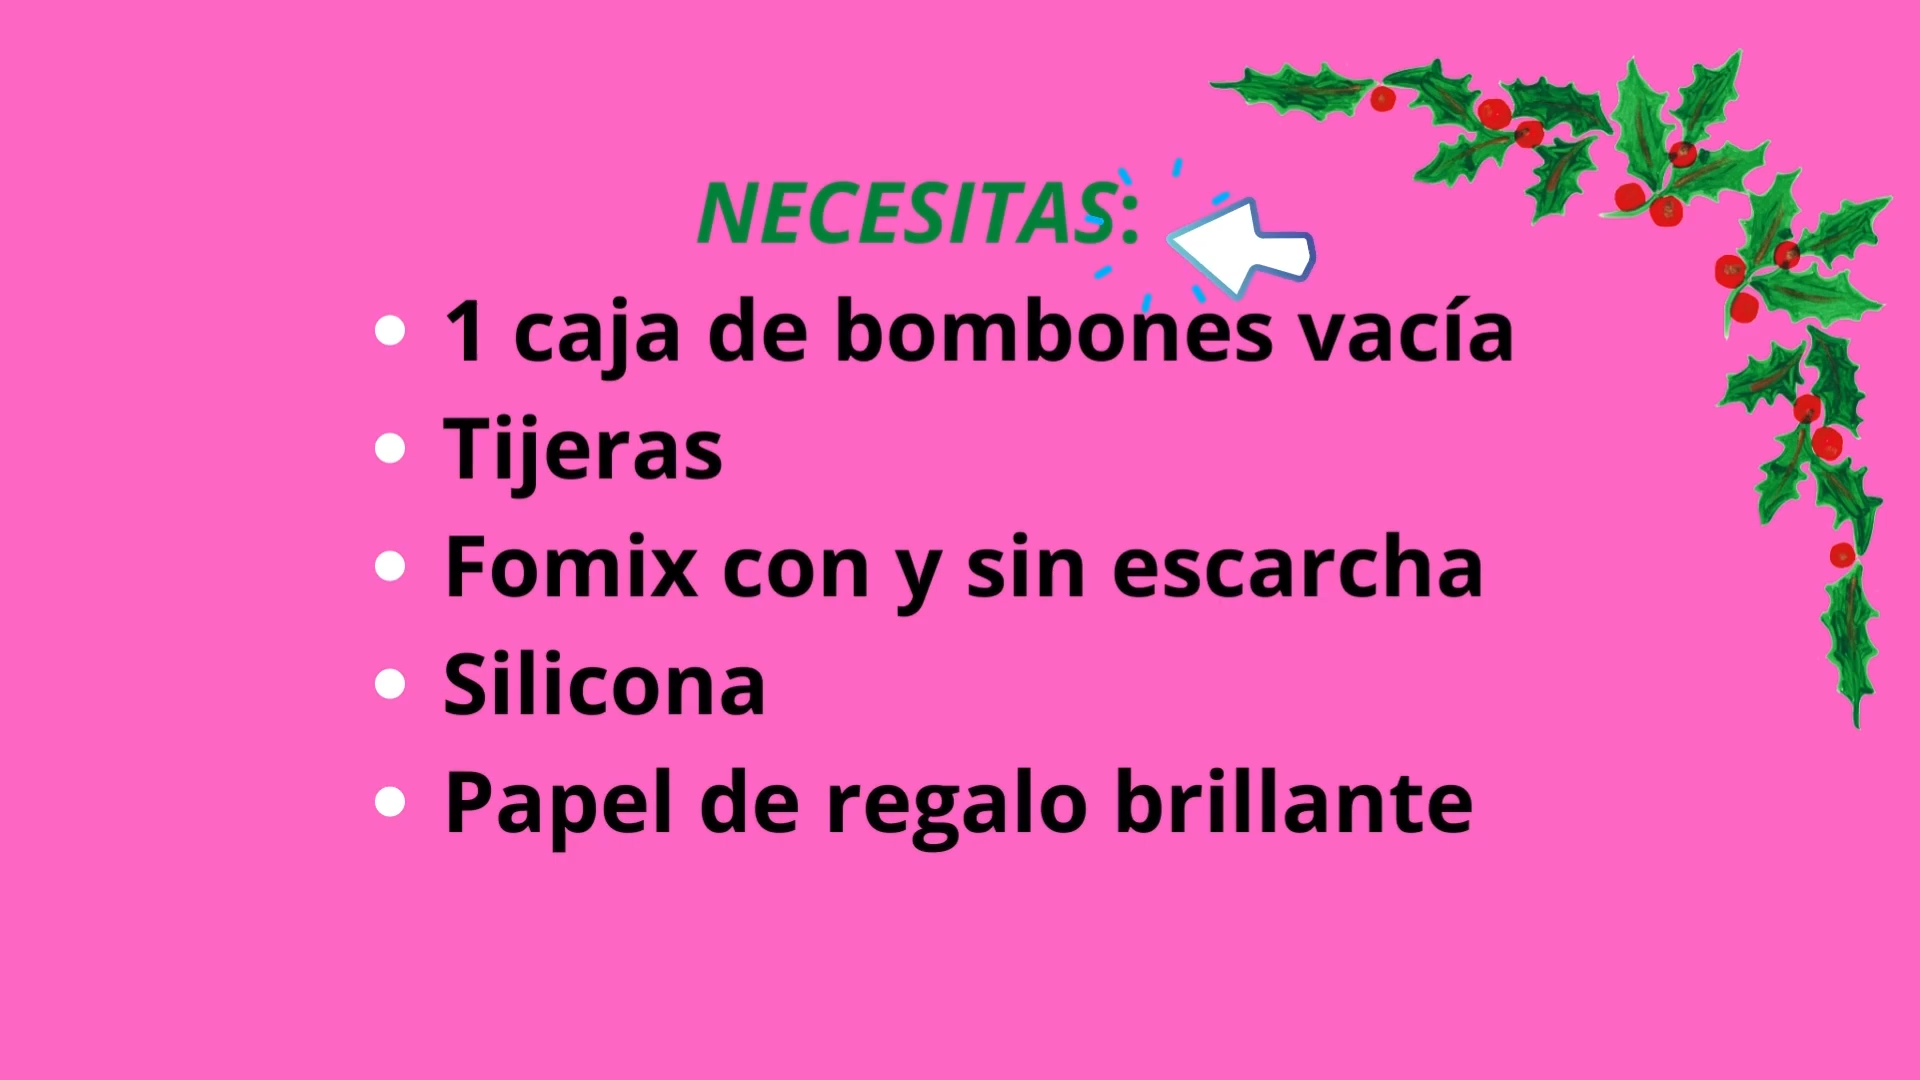 NECESITAS:
1 caja de bombones vacía
Tijeras
Fomix con y sin escarcha
Silicona
Papel de regalo brillante